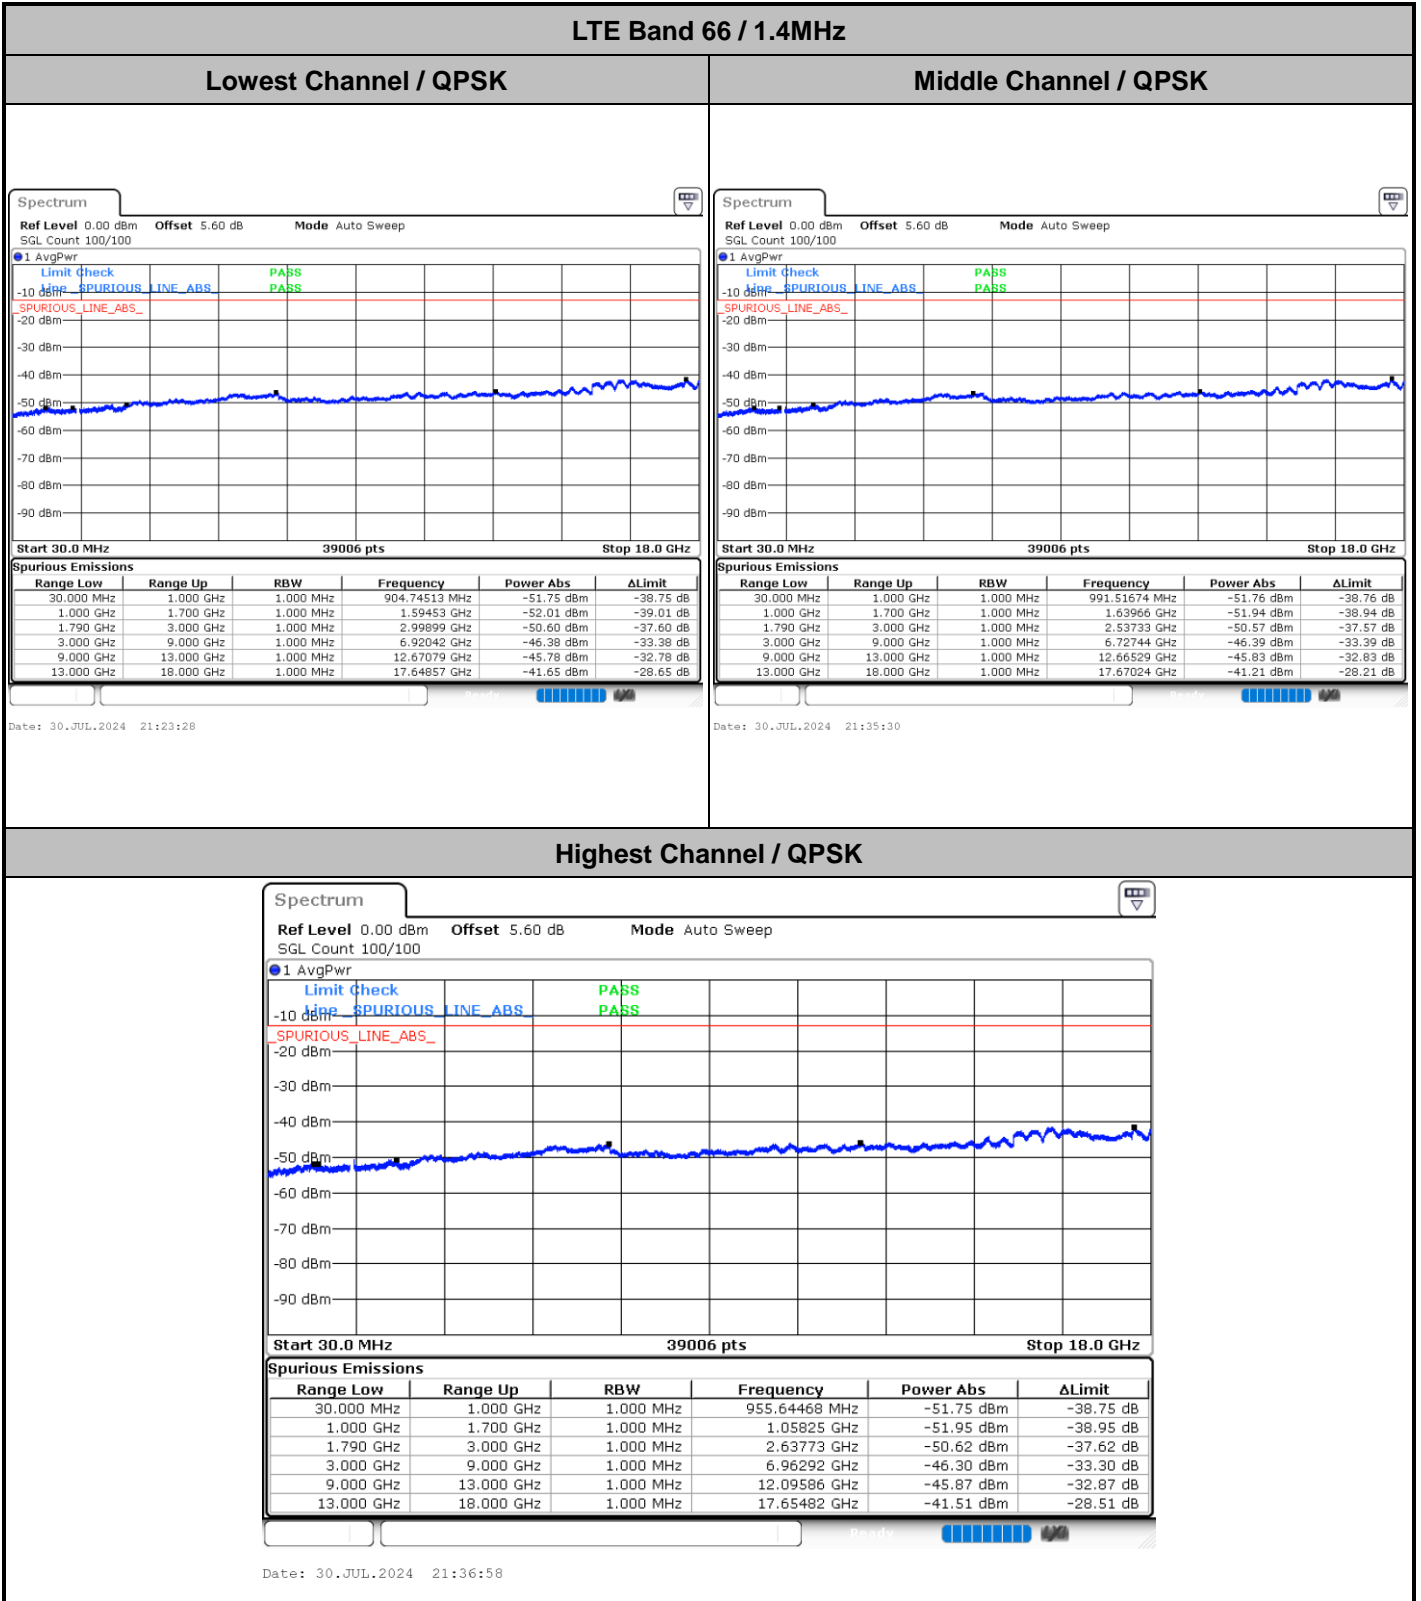 LTE Band 66 / 1.4MHz
Lowest Channel / QPSK
Middle Channel / QPSK
Spectrum
Ref Level 0.00 dBm Offset 5.60 dB Mode Auto Sweep
SGL Count 100/100
1 AvgPwr
Limit Check PASS
Line _SPURIOUS_LINE_ABS_ PASS
-10 dBm
_SPURIOUS_LINE_ABS_
-20 dBm
-30 dBm
-40 dBm
-50 dBm
-60 dBm
-70 dBm
-80 dBm
-90 dBm
Start 30.0 MHz 39006 pts Stop 18.0 GHz
Spurious Emissions
Range Low Range Up RBW Frequency Power Abs ΔLimit
30.000 MHz 1.000 GHz 1.000 MHz 904.74513 MHz -51.75 dBm -38.75 dB
1.000 GHz 1.700 GHz 1.000 MHz 1.59453 GHz -52.01 dBm -39.01 dB
1.790 GHz 3.000 GHz 1.000 MHz 2.99899 GHz -50.60 dBm -37.60 dB
3.000 GHz 9.000 GHz 1.000 MHz 6.92042 GHz -46.38 dBm -33.38 dB
9.000 GHz 13.000 GHz 1.000 MHz 12.67079 GHz -45.78 dBm -32.78 dB
13.000 GHz 18.000 GHz 1.000 MHz 17.64857 GHz -41.65 dBm -28.65 dB
Ready
Date: 30.JUL.2024 21:23:28
Spectrum
Ref Level 0.00 dBm Offset 5.60 dB Mode Auto Sweep
SGL Count 100/100
1 AvgPwr
Limit Check PASS
Line _SPURIOUS_LINE_ABS_ PASS
-10 dBm
_SPURIOUS_LINE_ABS_
-20 dBm
-30 dBm
-40 dBm
-50 dBm
-60 dBm
-70 dBm
-80 dBm
-90 dBm
Start 30.0 MHz 39006 pts Stop 18.0 GHz
Spurious Emissions
Range Low Range Up RBW Frequency Power Abs ΔLimit
30.000 MHz 1.000 GHz 1.000 MHz 991.51674 MHz -51.76 dBm -38.76 dB
1.000 GHz 1.700 GHz 1.000 MHz 1.63966 GHz -51.94 dBm -38.94 dB
1.790 GHz 3.000 GHz 1.000 MHz 2.53733 GHz -50.57 dBm -37.57 dB
3.000 GHz 9.000 GHz 1.000 MHz 6.72744 GHz -46.39 dBm -33.39 dB
9.000 GHz 13.000 GHz 1.000 MHz 12.66529 GHz -45.83 dBm -32.83 dB
13.000 GHz 18.000 GHz 1.000 MHz 17.67024 GHz -41.21 dBm -28.21 dB
Ready
Date: 30.JUL.2024 21:35:30
Highest Channel / QPSK
Spectrum
Ref Level 0.00 dBm Offset 5.60 dB Mode Auto Sweep
SGL Count 100/100
1 AvgPwr
Limit Check PASS
Line _SPURIOUS_LINE_ABS_ PASS
-10 dBm
_SPURIOUS_LINE_ABS_
-20 dBm
-30 dBm
-40 dBm
-50 dBm
-60 dBm
-70 dBm
-80 dBm
-90 dBm
Start 30.0 MHz 39006 pts Stop 18.0 GHz
Spurious Emissions
Range Low Range Up RBW Frequency Power Abs ΔLimit
30.000 MHz 1.000 GHz 1.000 MHz 955.64468 MHz -51.75 dBm -38.75 dB
1.000 GHz 1.700 GHz 1.000 MHz 1.05825 GHz -51.95 dBm -38.95 dB
1.790 GHz 3.000 GHz 1.000 MHz 2.63773 GHz -50.62 dBm -37.62 dB
3.000 GHz 9.000 GHz 1.000 MHz 6.96292 GHz -46.30 dBm -33.30 dB
9.000 GHz 13.000 GHz 1.000 MHz 12.09586 GHz -45.87 dBm -32.87 dB
13.000 GHz 18.000 GHz 1.000 MHz 17.65482 GHz -41.51 dBm -28.51 dB
Ready
Date: 30.JUL.2024 21:36:58